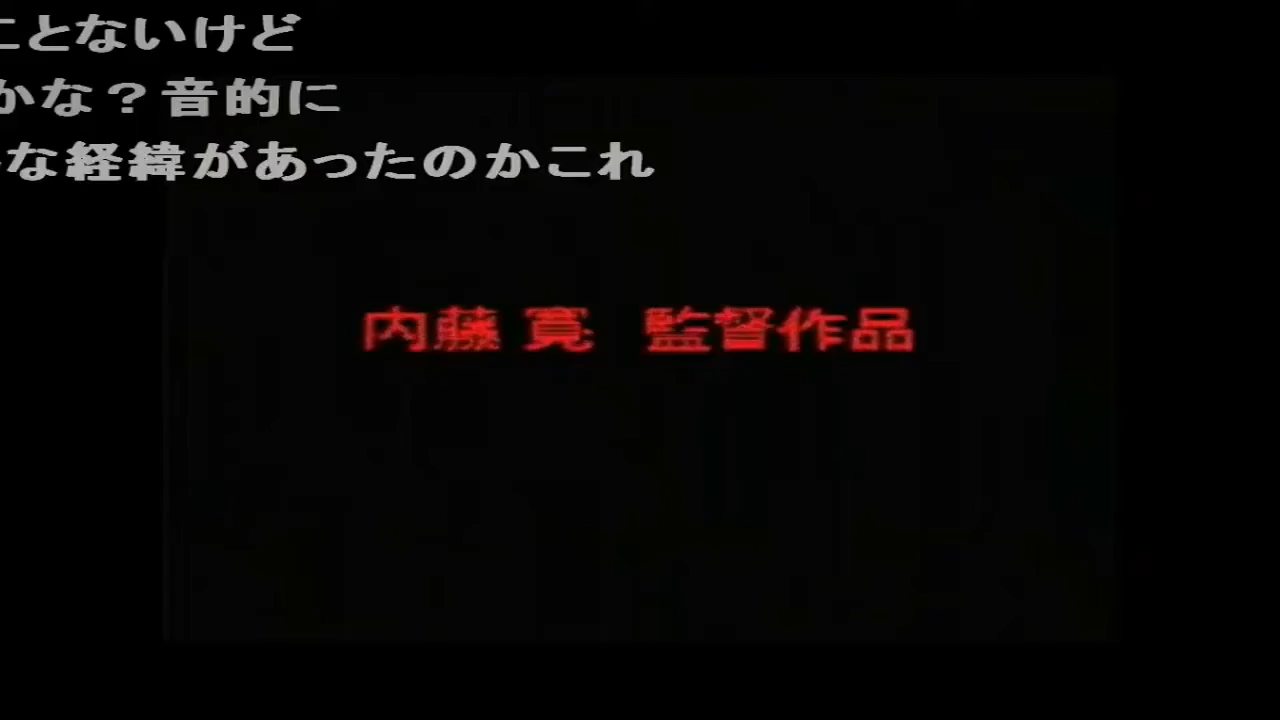 ことないけど
かな？音的に
な経緯があったのかこれ
内藤 寛 監督作品